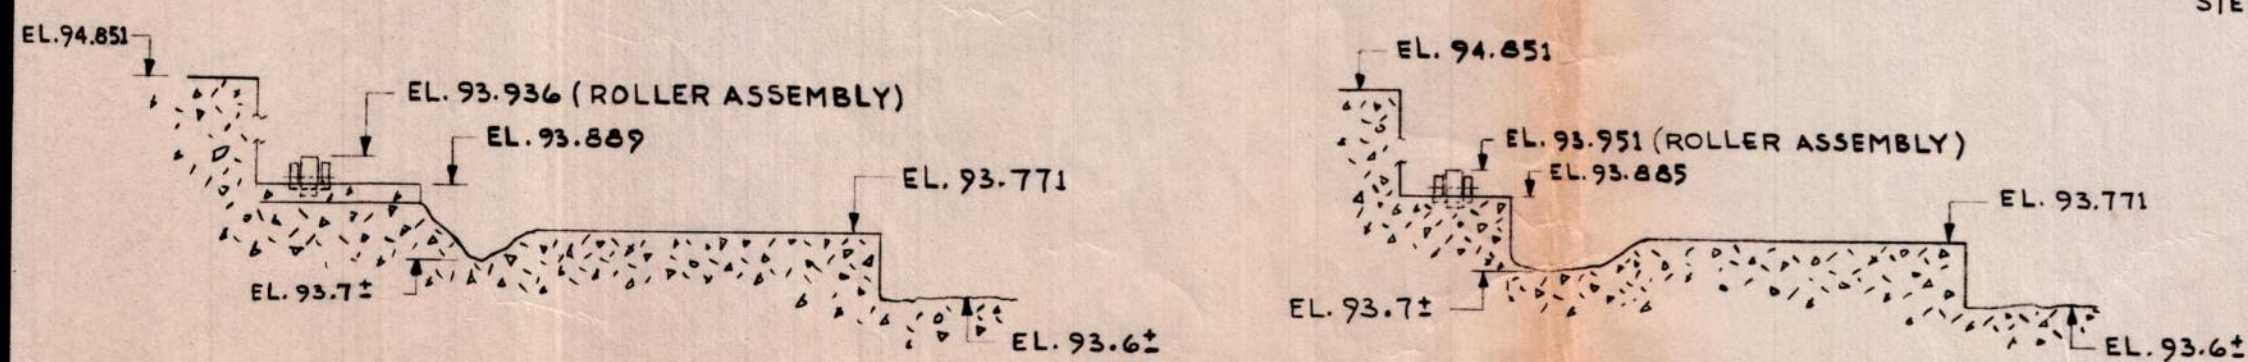 EL.94.851
EL. 93.936 (ROLLER ASSEMBLY)
EL. 93.889
EL. 93.771
EL. 93.7±
EL. 93.6±
EL. 94.851
EL. 93.951 (ROLLER ASSEMBLY)
EL. 93.885
EL. 93.771
EL. 93.7±
EL. 93.6±